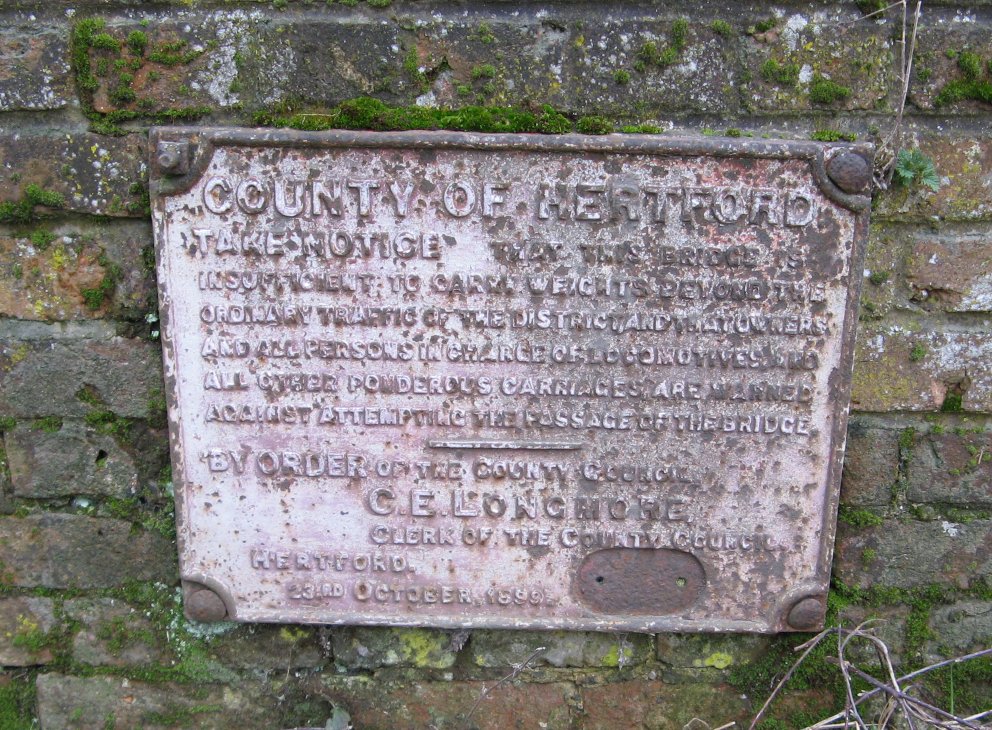 COUNTY OF HERTFORD
TAKE NOTICE THAT THIS BRIDGE IS
INSUFFICIENT TO CARRY WEIGHTS BEYOND THE
ORDINARY TRAFFIC OF THE DISTRICT, AND THAT OWNERS
AND ALL PERSONS IN CHARGE OF LOCOMOTIVES AND
ALL OTHER PONDEROUS CARRIAGES, ARE WARNED
AGAINST ATTEMPTING THE PASSAGE OF THE BRIDGE
BY ORDER OF THE COUNTY COUNCIL,
C.E. LONGMORE
CLERK OF THE COUNTY COUNCIL.
HERTFORD.
23RD OCTOBER,